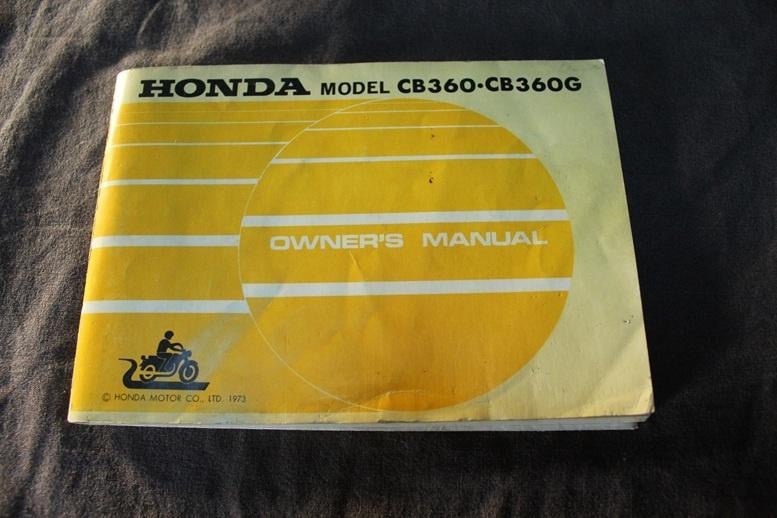 HONDA MODEL CB360·CB360G
OWNER'S MANUAL
© HONDA MOTOR CO., LTD. 1973